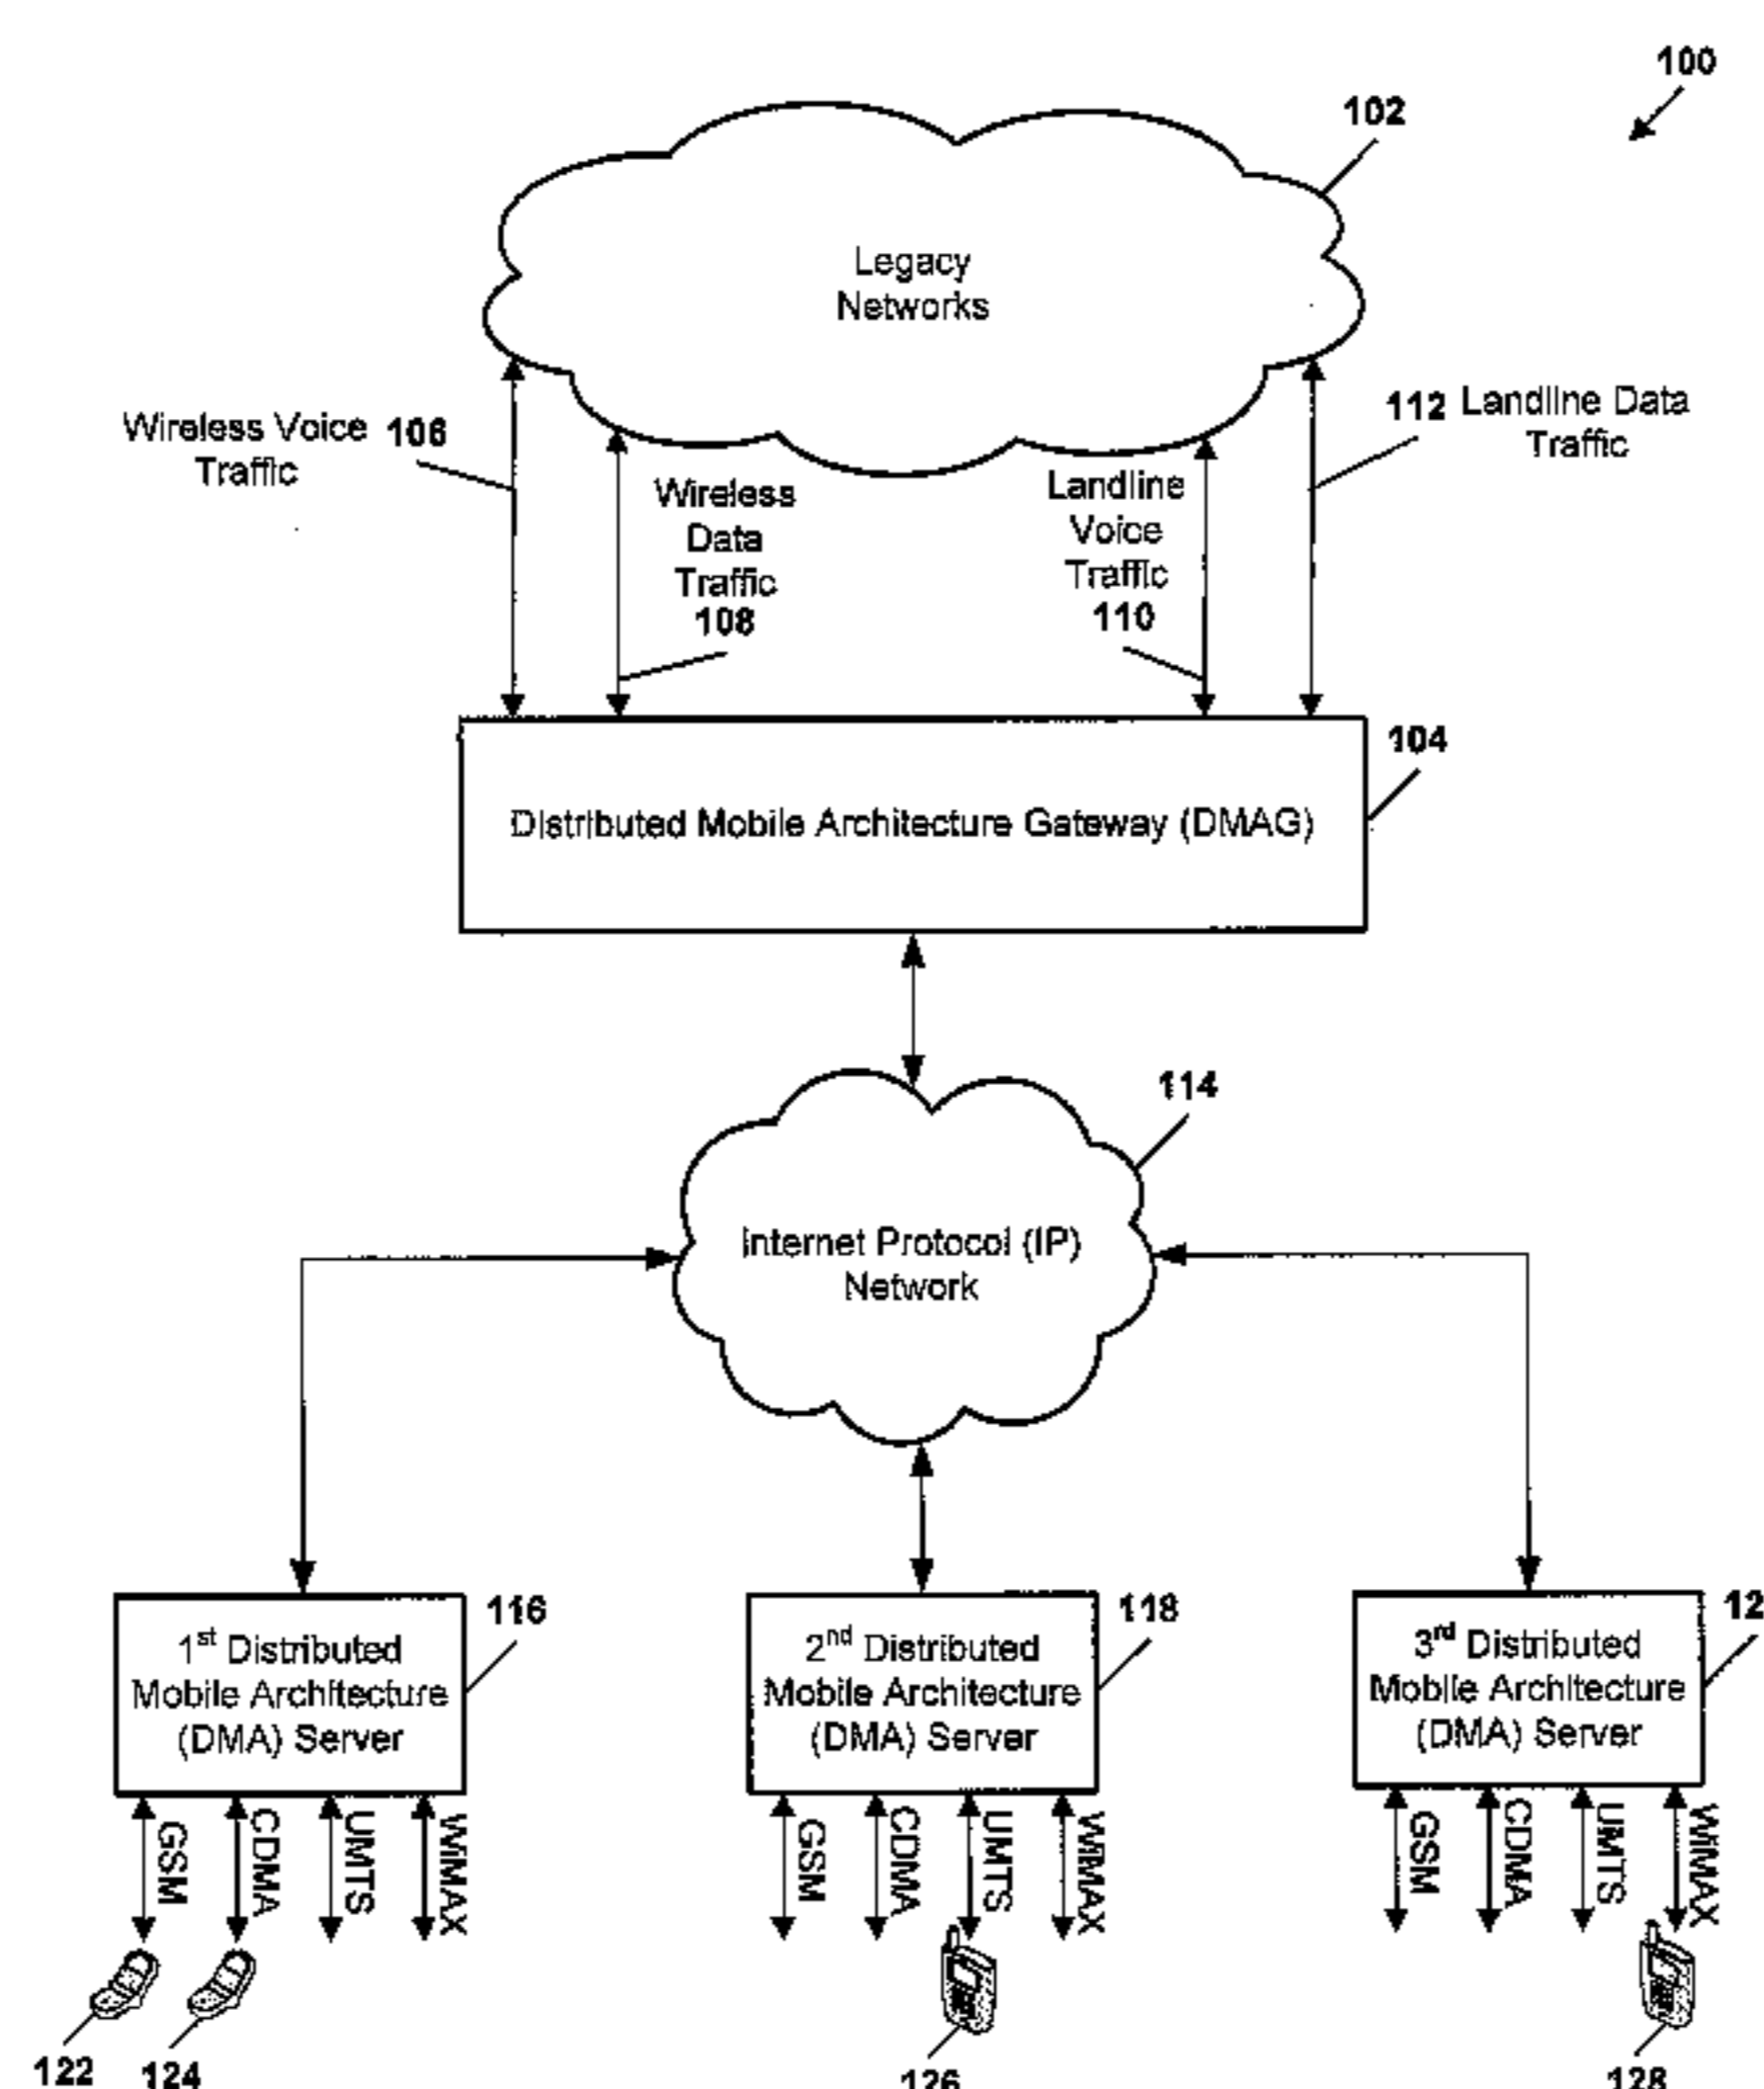 100
102
Legacy
Networks
Wireless Voice 106
Traffic
112 Landline Data
Traffic
Wireless
Data
Traffic
108
Landline
Voice
Traffic
110
104
Distributed Mobile Architecture Gateway (DMAG)
114
Internet Protocol (IP)
Network
116
1st Distributed
Mobile Architecture
(DMA) Server
118
2nd Distributed
Mobile Architecture
(DMA) Server
12
3rd Distributed
Mobile Architecture
(DMA) Server
GSM
CDMA
UMTS
WiMAX
GSM
CDMA
UMTS
WiMAX
GSM
CDMA
UMTS
WiMAX
122
124
126
128